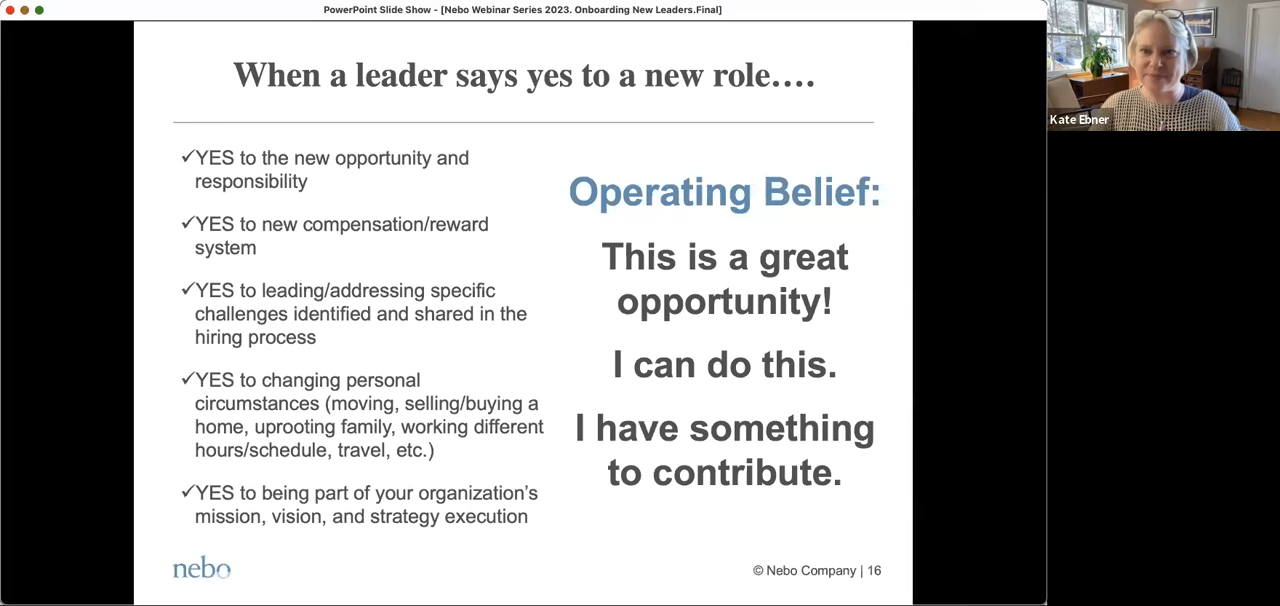 PowerPoint Slide Show - [Nebo Webinar Series 2023. Onboarding New Leaders.Final]
Kate Ebner
When a leader says yes to a new role….
✓YES to the new opportunity and
responsibility
✓YES to new compensation/reward
system
✓YES to leading/addressing specific
challenges identified and shared in the
hiring process
✓YES to changing personal
circumstances (moving, selling/buying a
home, uprooting family, working different
hours/schedule, travel, etc.)
✓YES to being part of your organization's
mission, vision, and strategy execution
Operating Belief:
This is a great
opportunity!
I can do this.
I have something
to contribute.
nebo
© Nebo Company | 16